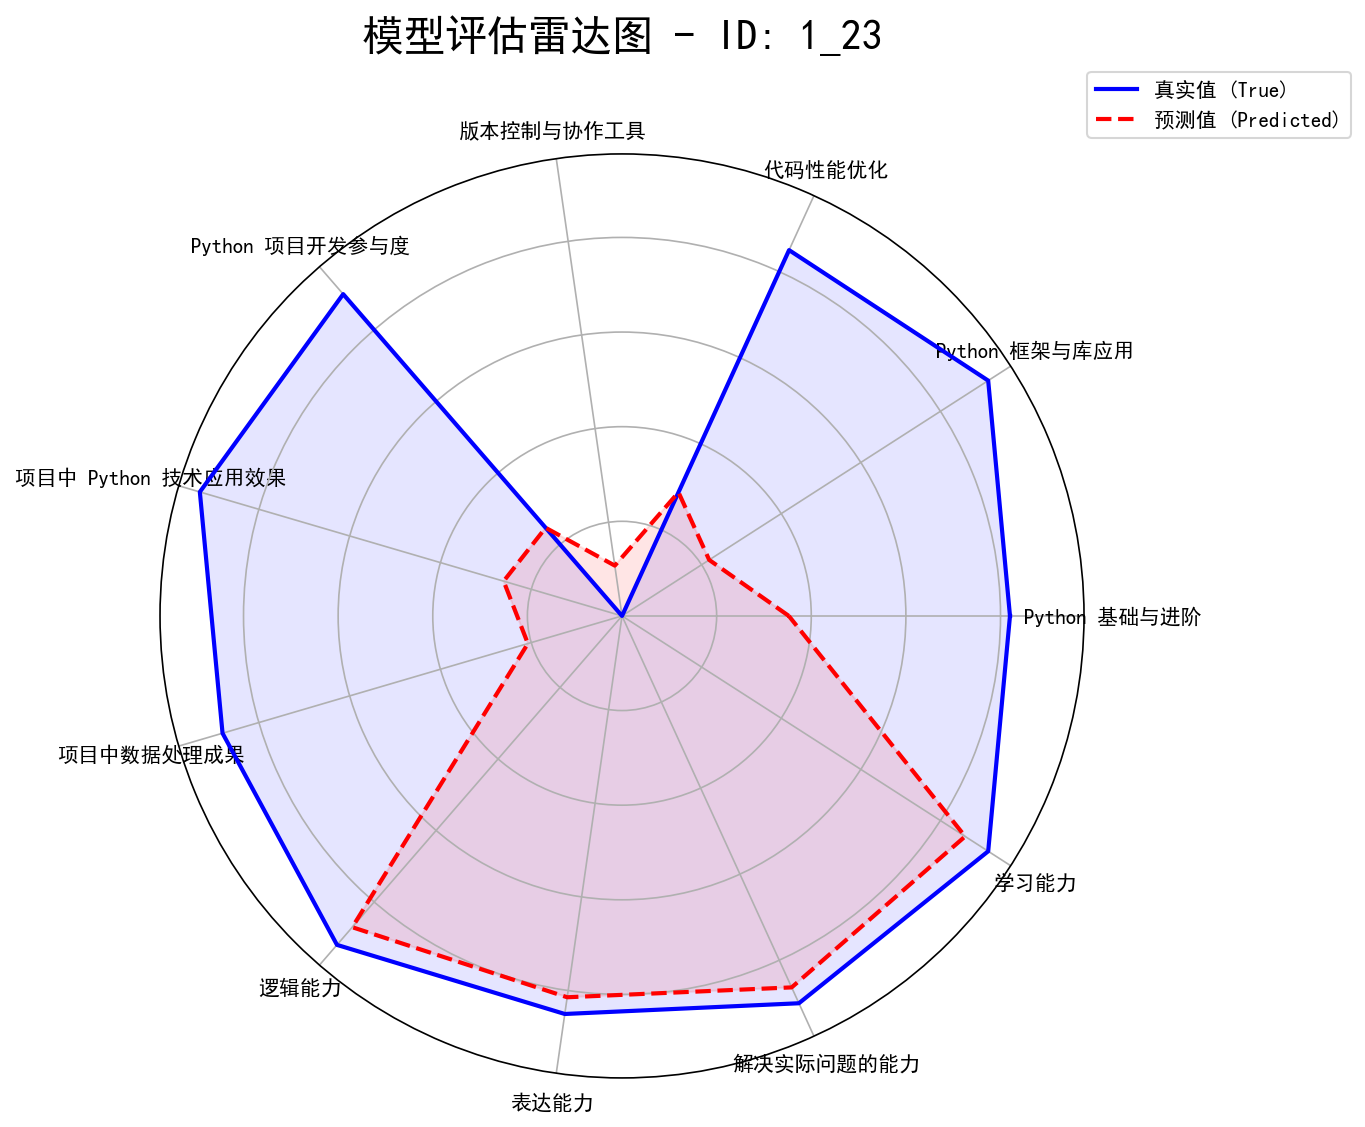 模型评估雷达图 - ID: 1_23
真实值 (True)
预测值 (Predicted)
版本控制与协作工具
代码性能优化
Python 项目开发参与度
Python 框架与库应用
项目中 Python 技术应用效果
Python 基础与进阶
项目中数据处理成果
学习能力
逻辑能力
解决实际问题的能力
表达能力